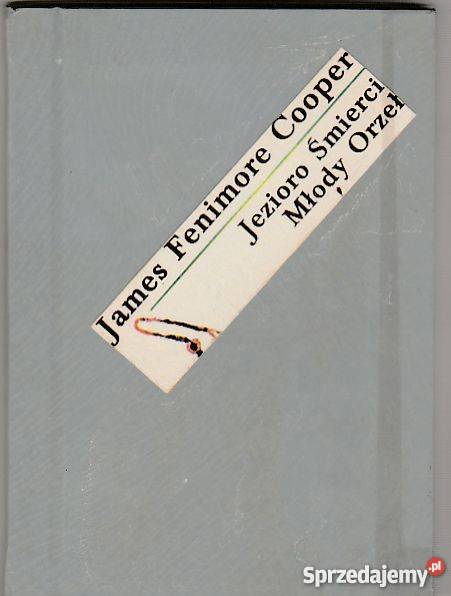 James Fenimore Cooper
Jezioro Śmierci
Młody Orzeł
Sprzedajemy.pl